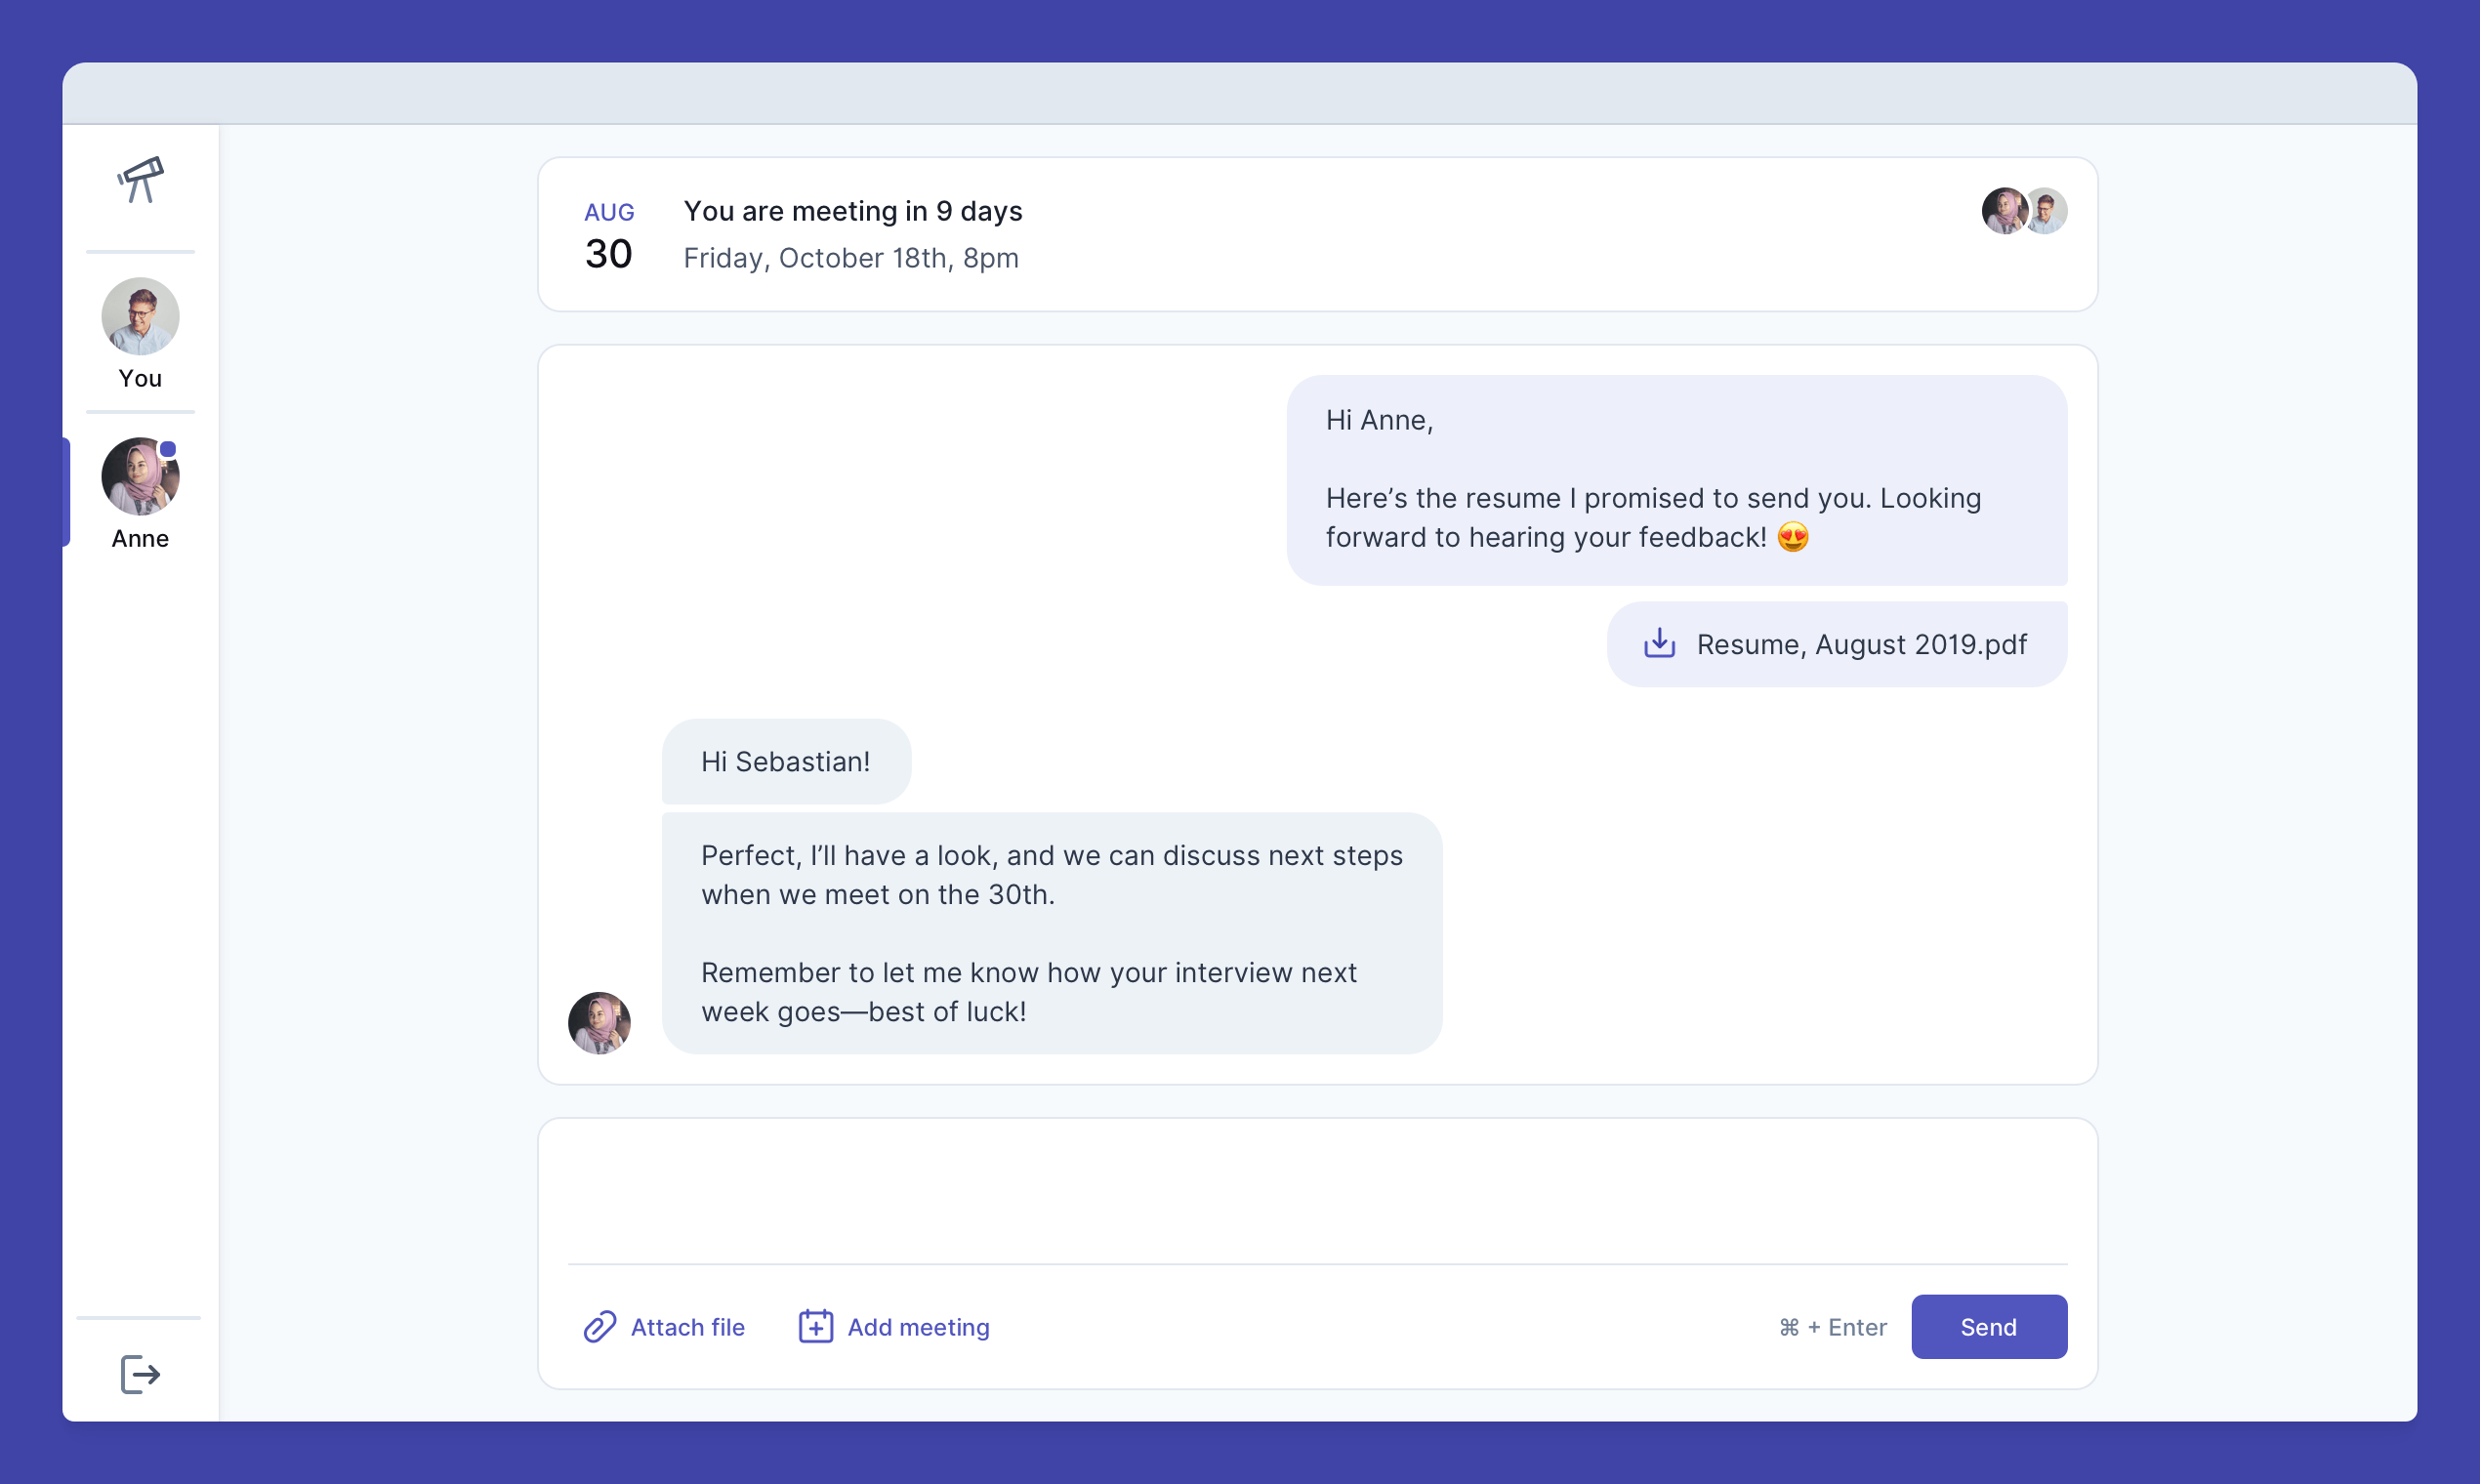 You
Anne
AUG
30
You are meeting in 9 days
Friday, October 18th, 8pm
Hi Anne,
Here’s the resume I promised to send you. Looking
forward to hearing your feedback! 😍
Resume, August 2019.pdf
Hi Sebastian!
Perfect, I’ll have a look, and we can discuss next steps
when we meet on the 30th.
Remember to let me know how your interview next
week goes—best of luck!
Attach file
Add meeting
⌘ + Enter
Send